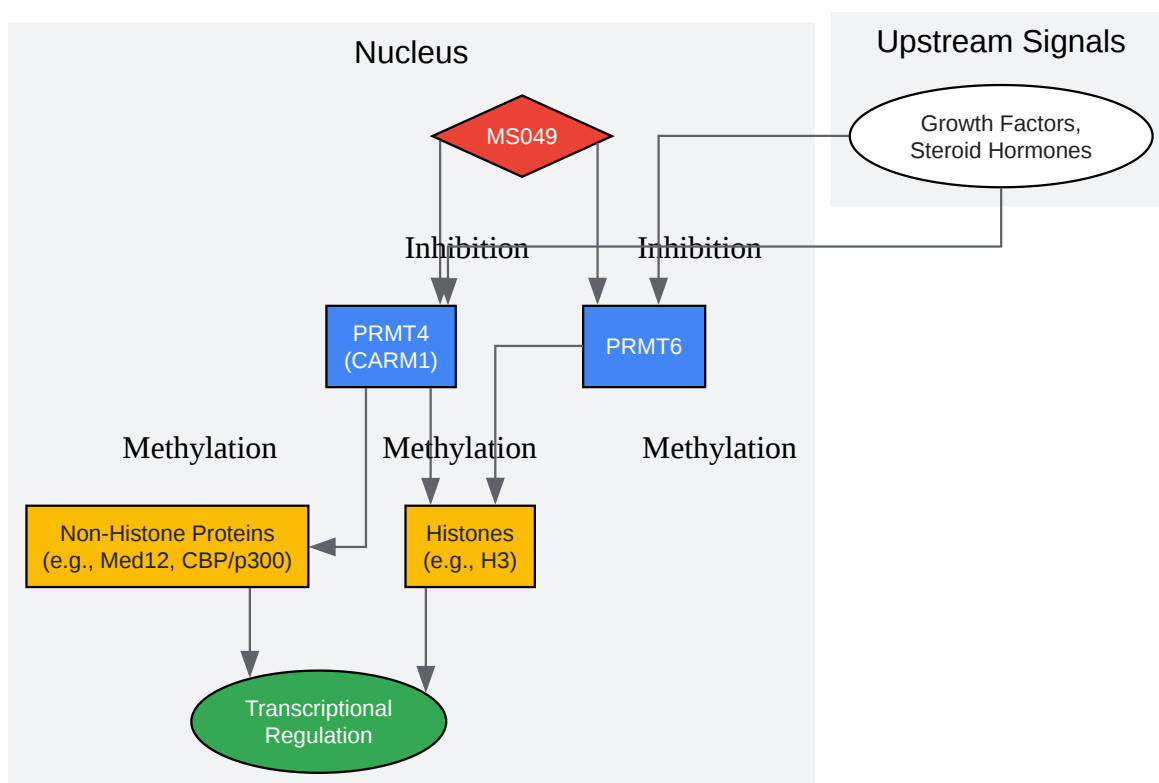 Nucleus
Upstream Signals
MS049
Growth Factors,
Steroid Hormones
Inhibition
Inhibition
PRMT4
(CARM1)
PRMT6
Methylation
Methylation
Methylation
Non-Histone Proteins
(e.g., Med12, CBP/p300)
Histones
(e.g., H3)
Transcriptional
Regulation